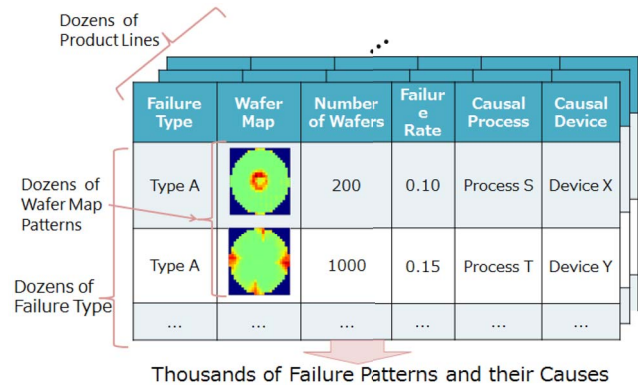 Dozens of
Product Lines
Failure Type	Wafer Map	Number of Wafers	Failur e Rate	Causal Process	Causal Device
Dozens of
Wafer Map
Patterns
Type A	200	0.10	Process S	Device X
Dozens of
Failure Type
Type A	1000	0.15	Process T	Device Y
...	...	...	...	...	...
Thousands of Failure Patterns and their Causes